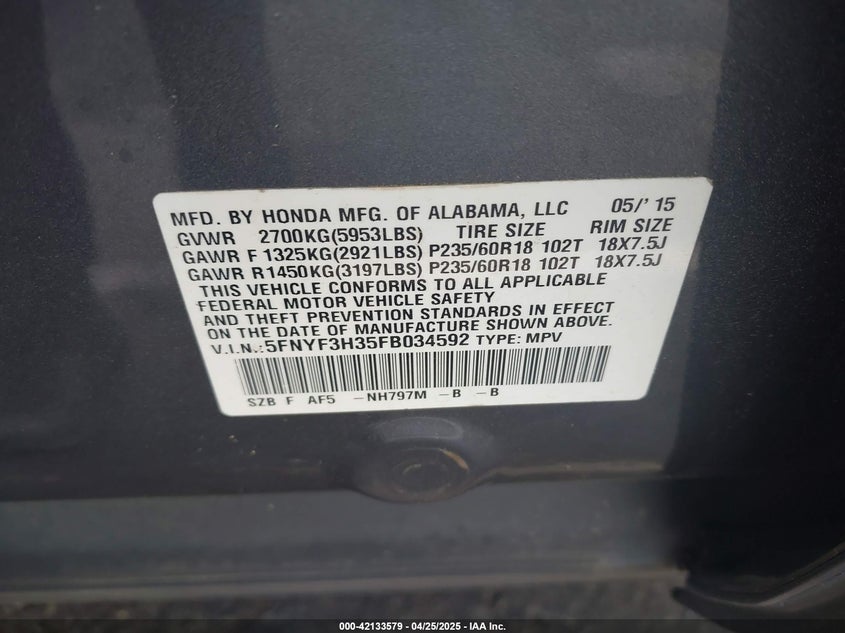 MFD. BY HONDA MFG. OF ALABAMA, LLC 05/' 15
GVWR 2700KG(5953LBS) TIRE SIZE RIM SIZE
GAWR F 1325KG(2921LBS) P235/60R18 102T 18X7.5J
GAWR R1450KG(3197LBS) P235/60R18 102T 18X7.5J
THIS VEHICLE CONFORMS TO ALL APPLICABLE
FEDERAL MOTOR VEHICLE SAFETY
AND THEFT PREVENTION STANDARDS IN EFFECT
ON THE DATE OF MANUFACTURE SHOWN ABOVE.
V.I.N.:5FNYF3H35FB034592 TYPE: MPV
SZB F AF5 -NH797M -B -B
000-42133579 - 04/25/2025 - IAA Inc.